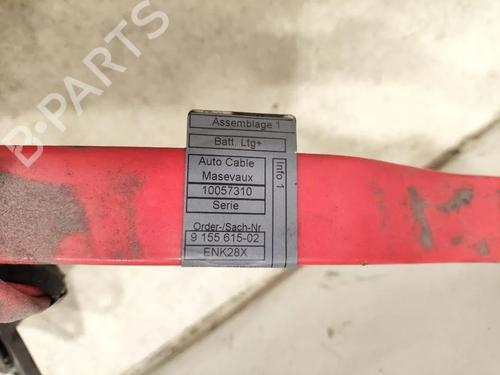 Assemblage 1
Batt. Ltg+
Auto Cable
Masevaux
10057310
Serie
Order-/Sach-Nr
9 155 615-02
ENK28X
Info 1
B-PARTS